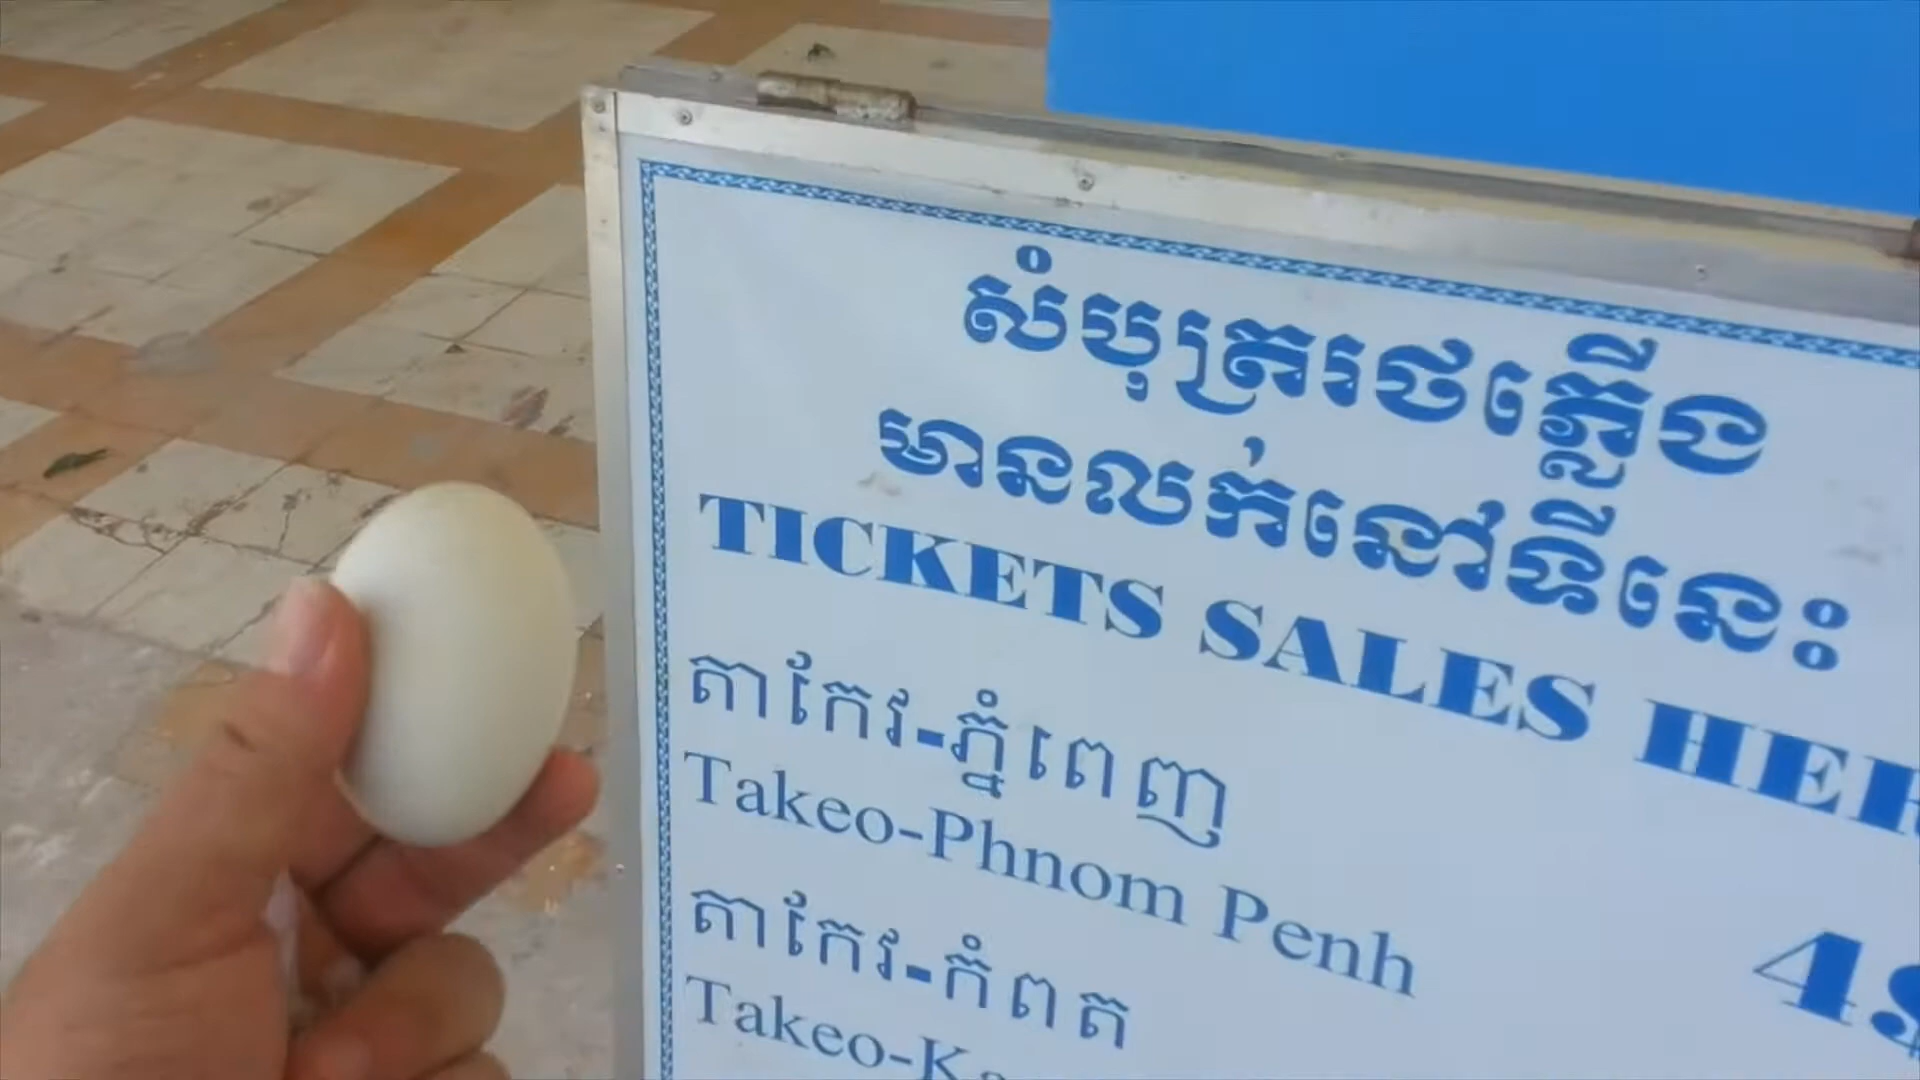 សំបុត្ររថភ្លើង
មានលក់នៅទីនេះ
TICKETS SALES
តាកែវ-ភ្នំពេញ
Takeo-Phnom Penh
4$
តាកែវ-កំពត